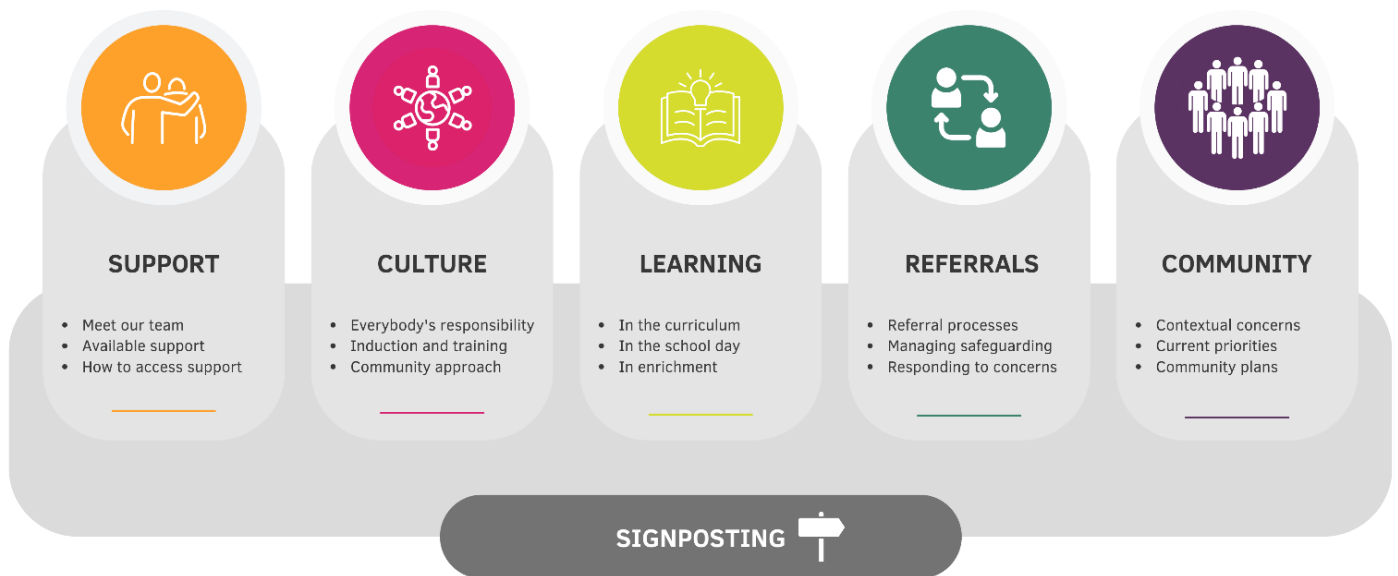 SUPPORT
• Meet our team
• Available support
• How to access support
CULTURE
• Everybody's responsibility
• Induction and training
• Community approach
LEARNING
• In the curriculum
• In the school day
• In enrichment
REFERRALS
• Referral processes
• Managing safeguarding
• Responding to concerns
COMMUNITY
• Contextual concerns
• Current priorities
• Community plans
SIGNPOSTING